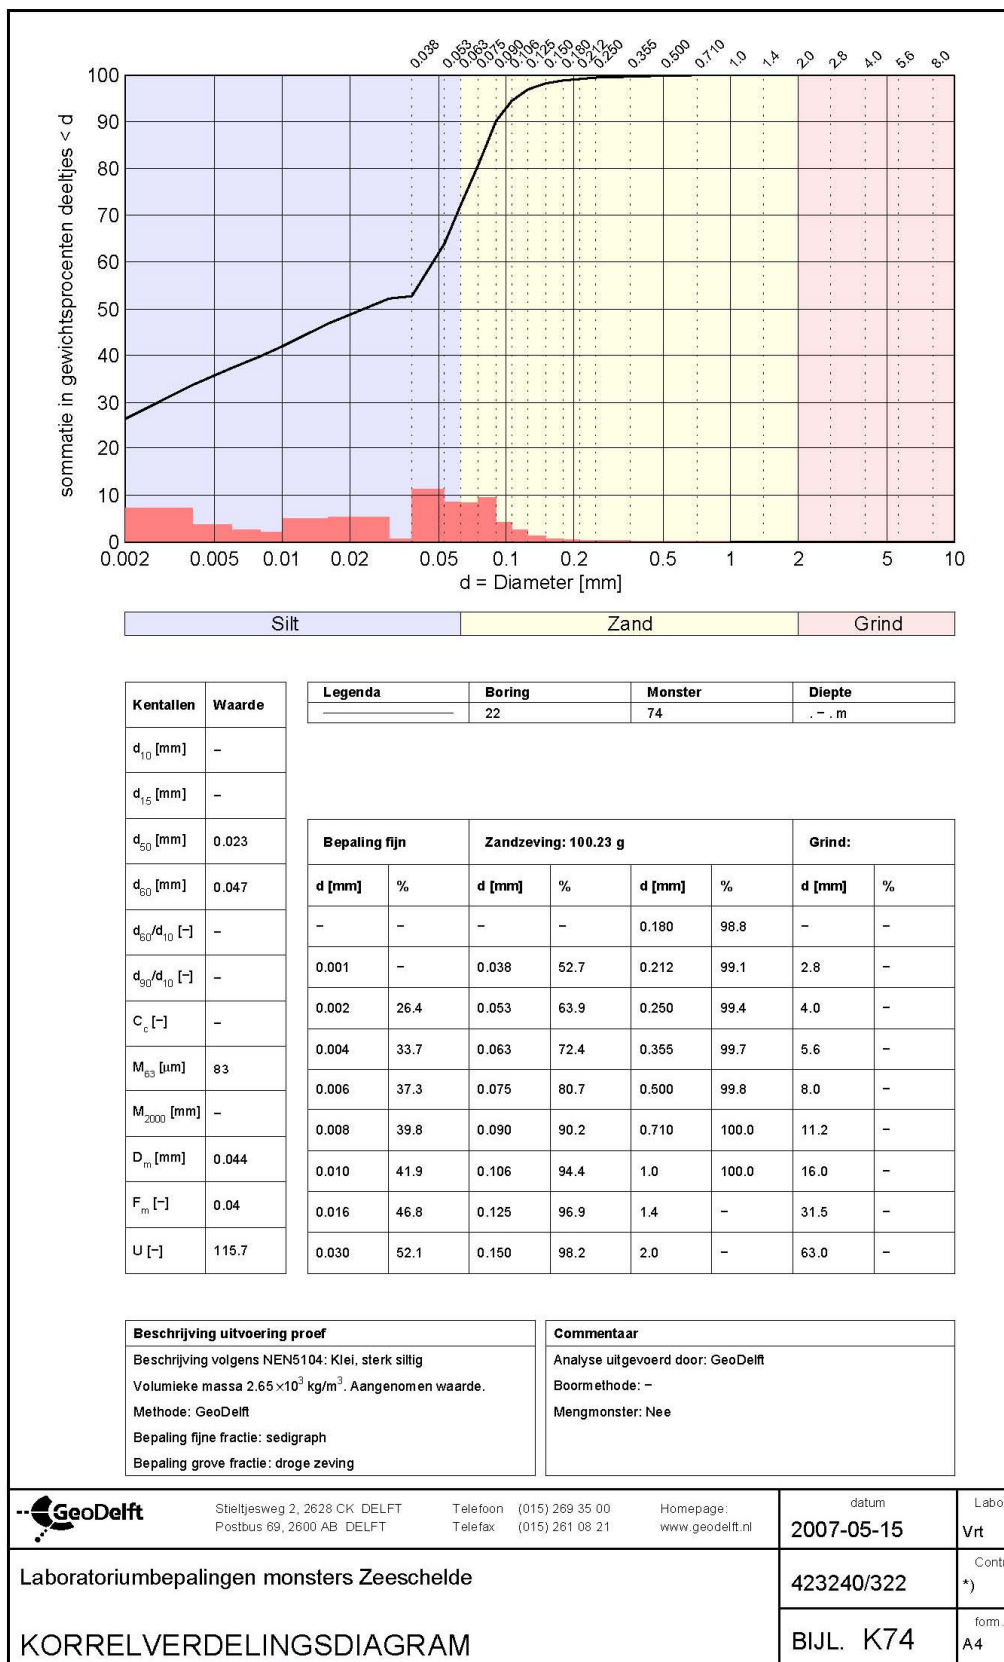 0.038 0.053 0.063 0.075 0.090 0.106 0.125 0.150 0.180 0.212 0.250 0.355 0.500 0.710 1.0 1.4 2.0 2.8 4.0 5.6 8.0
sommatie in gewichtsprocenten deeltjes < d
100
90
80
70
60
50
40
30
20
10
0
0.002 0.005 0.01 0.02 0.05 0.1 0.2 0.5 1 2 5 10
d = Diameter [mm]
Silt Zand Grind
Kentallen Waarde
d10 [mm] –
d15 [mm] –
d50 [mm] 0.023
d60 [mm] 0.047
d60/d10 [–] –
d90/d10 [–] –
Cc [–] –
M63 [µm] 83
M2000 [mm] –
Dm [mm] 0.044
Fm [–] 0.04
U [–] 115.7
Legenda Boring Monster Diepte
22 74 . – . m
Bepaling fijn Zandzeving: 100.23 g Grind:
d [mm] % d [mm] % d [mm] % d [mm] %
– – – – 0.180 98.8 – –
0.001 – 0.038 52.7 0.212 99.1 2.8 –
0.002 26.4 0.053 63.9 0.250 99.4 4.0 –
0.004 33.7 0.063 72.4 0.355 99.7 5.6 –
0.006 37.3 0.075 80.7 0.500 99.8 8.0 –
0.008 39.8 0.090 90.2 0.710 100.0 11.2 –
0.010 41.9 0.106 94.4 1.0 100.0 16.0 –
0.016 46.8 0.125 96.9 1.4 – 31.5 –
0.030 52.1 0.150 98.2 2.0 – 63.0 –
Beschrijving uitvoering proef
Beschrijving volgens NEN5104: Klei, sterk siltig
Volumieke massa 2.65×10³ kg/m³. Aangenomen waarde.
Methode: GeoDelft
Bepaling fijne fractie: sedigraph
Bepaling grove fractie: droge zeving
Commentaar
Analyse uitgevoerd door: GeoDelft
Boormethode: –
Mengmonster: Nee
GeoDelft
Stieltjesweg 2, 2628 CK DELFT Telefoon (015) 269 35 00 Homepage:
Postbus 69, 2600 AB DELFT Telefax (015) 261 08 21 www.geodelft.nl
datum Labo
2007-05-15 Vrt
Laboratoriumbepalingen monsters Zeeschelde
423240/322 Contr
*)
KORRELVERDELINGSDIAGRAM
BIJL. K74 form.
A4